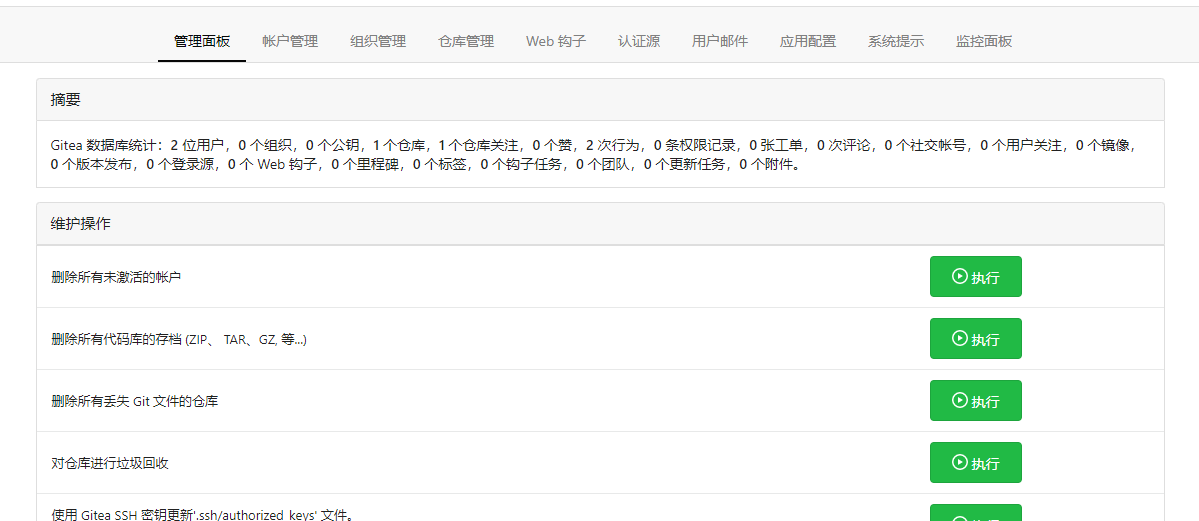 管理面板 帐户管理 组织管理 仓库管理 Web 钩子 认证源 用户邮件 应用配置 系统提示 监控面板
摘要
Gitea 数据库统计：2 位用户，0 个组织，0 个公钥，1 个仓库，1 个仓库关注，0 个赞，2 次行为，0 条权限记录，0 张工单，0 次评论，0 个社交帐号，0 个用户关注，0 个镜像，
0 个版本发布，0 个登录源，0 个 Web 钩子，0 个里程碑，0 个标签，0 个钩子任务，0 个团队，0 个更新任务，0 个附件。
维护操作
删除所有未激活的帐户 执行
删除所有代码库的存档 (ZIP、 TAR、GZ, 等...) 执行
删除所有丢失 Git 文件的仓库 执行
对仓库进行垃圾回收 执行
使用 Gitea SSH 密钥更新'.ssh/authorized_keys' 文件。